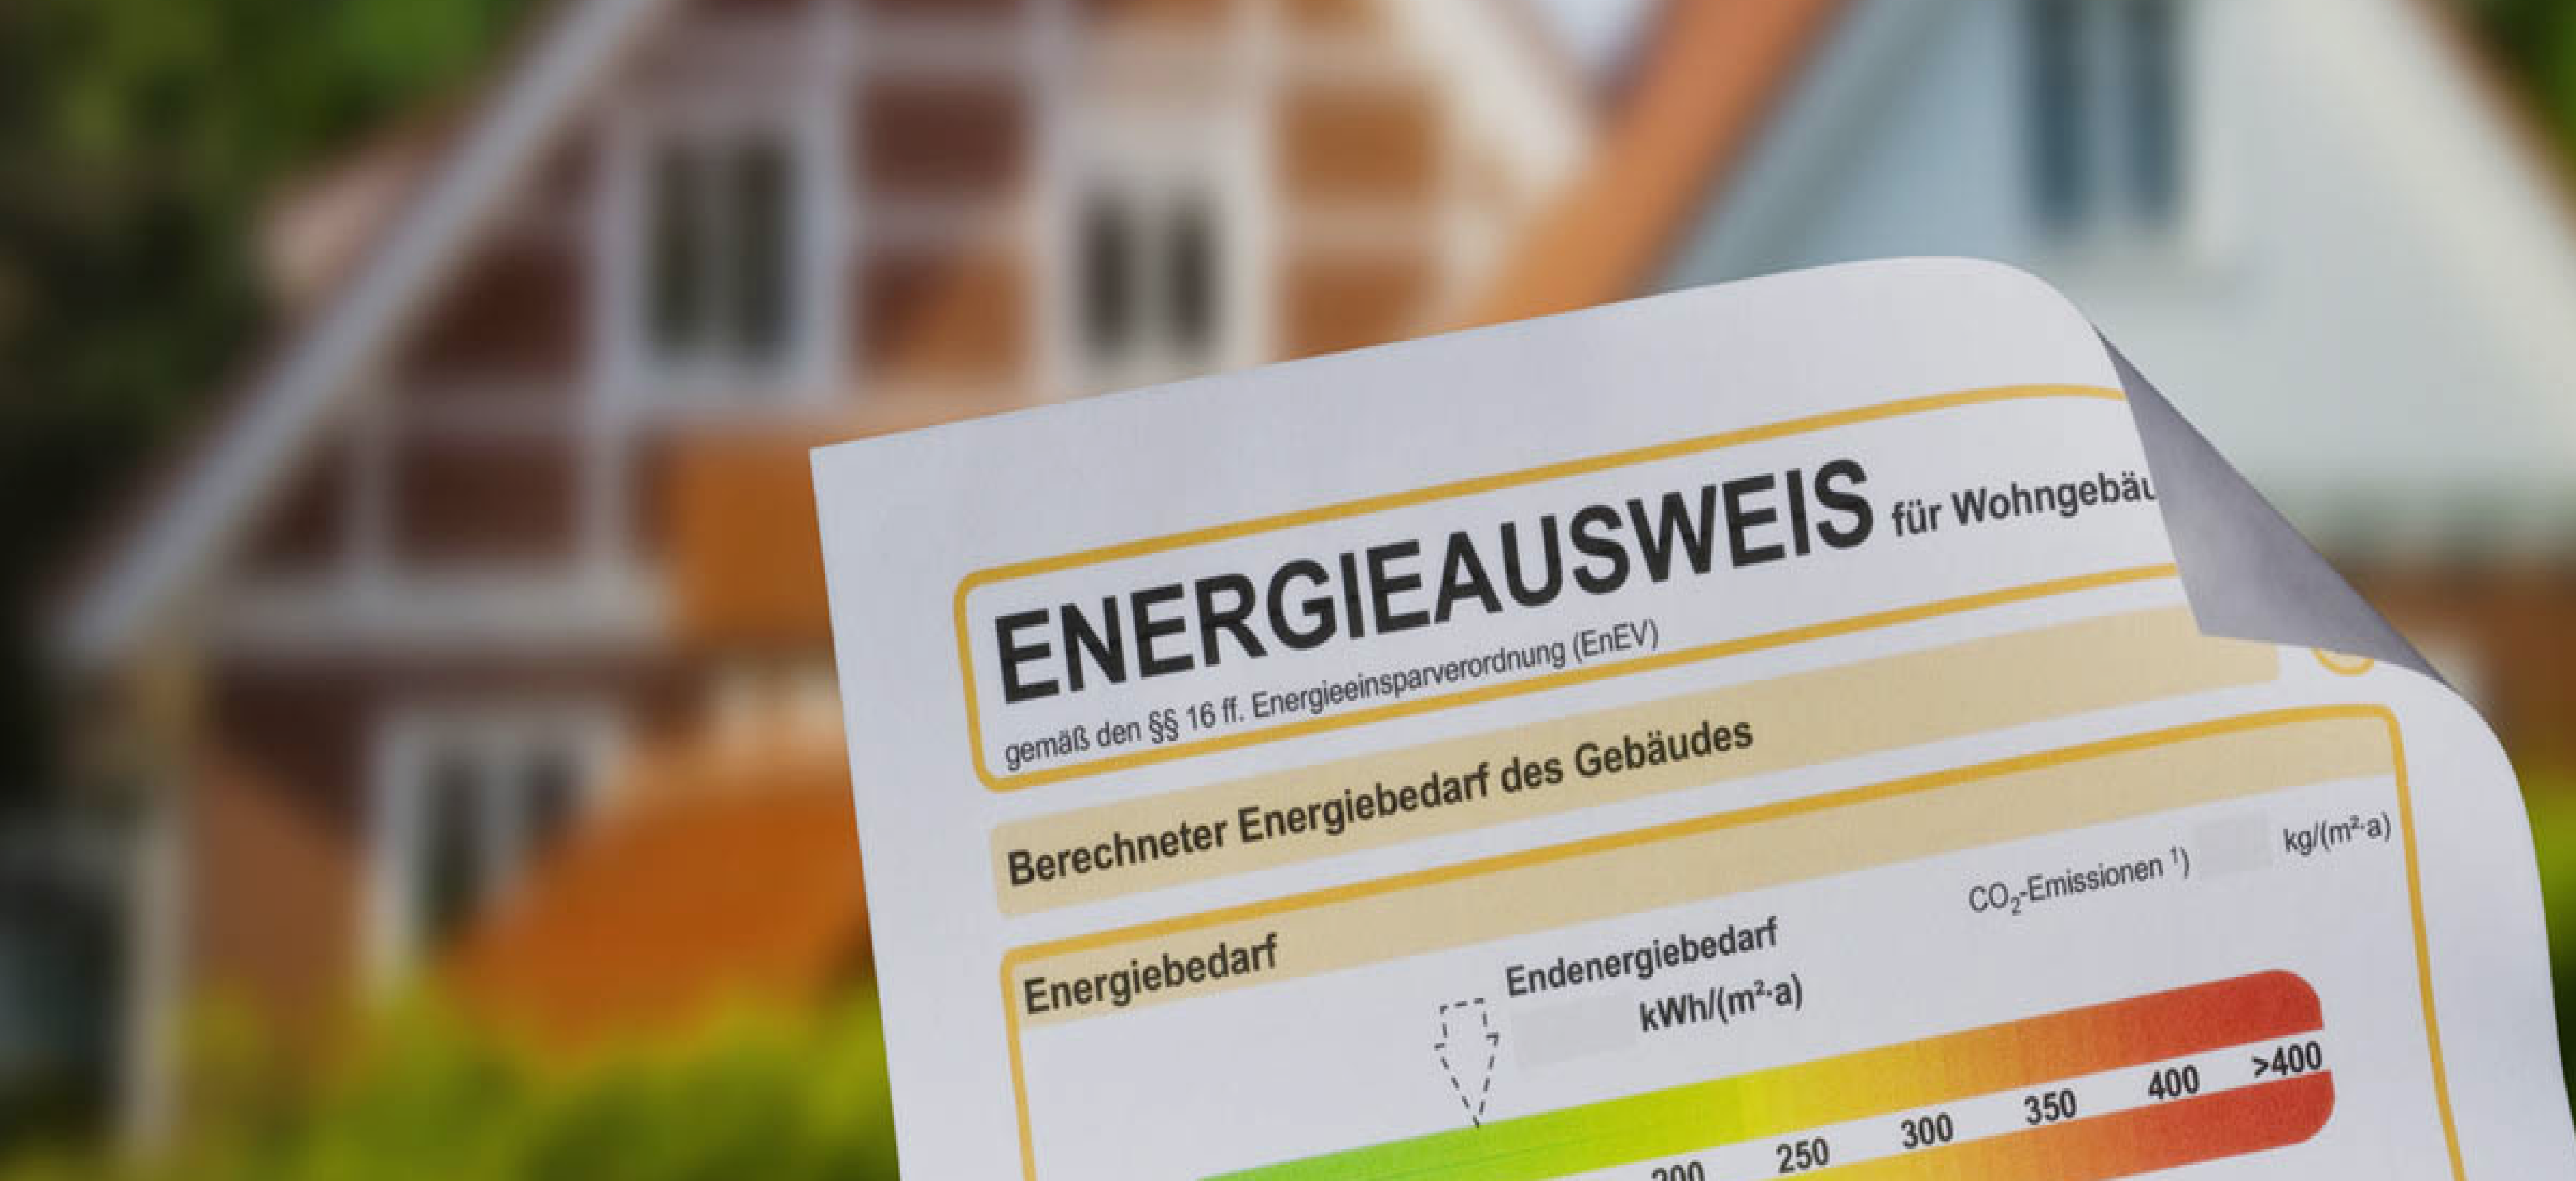 ENERGIEAUSWEIS für Wohngebäu
gemäß den §§ 16 ff. Energieeinsparverordnung (EnEV)
Berechneter Energiebedarf des Gebäudes
Energiebedarf
CO₂-Emissionen ¹) kg/(m²·a)
Endenergiebedarf
kWh/(m²·a)
200 250 300 350 400 >400